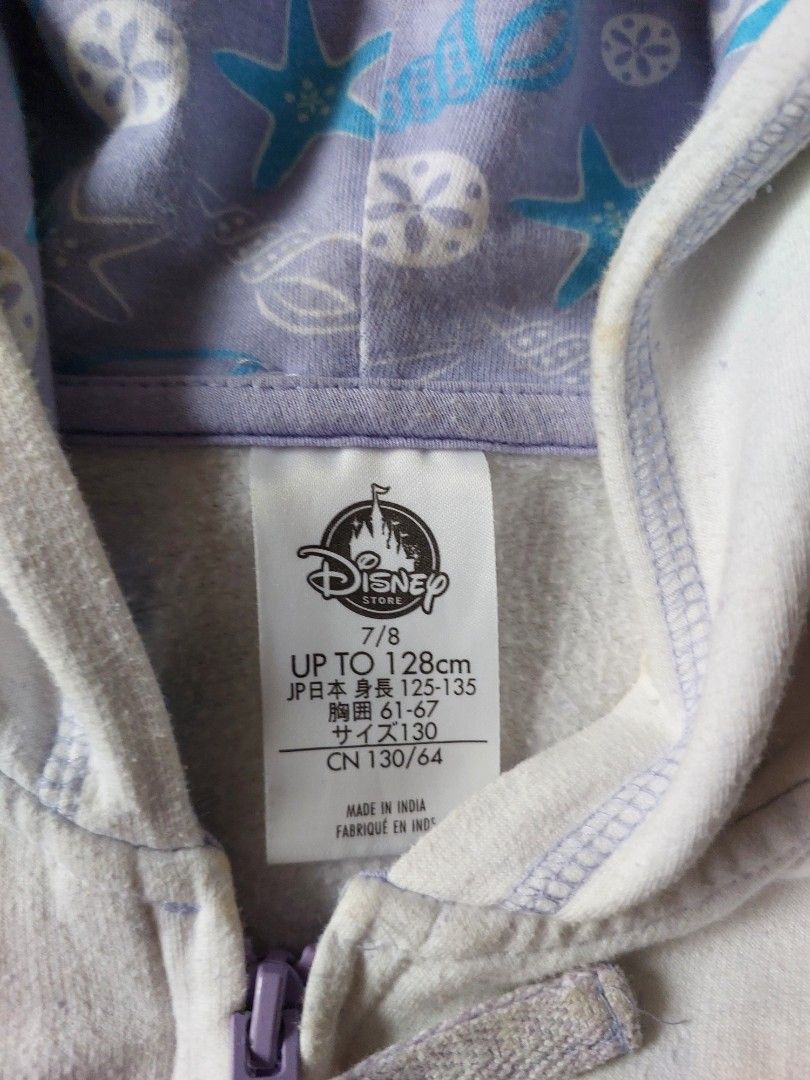 Disney
STORE
7/8
UP TO 128cm
JP日本 身長 125-135
胸囲 61-67
サイズ130
CN 130/64
MADE IN INDIA
FABRIQUÉ EN